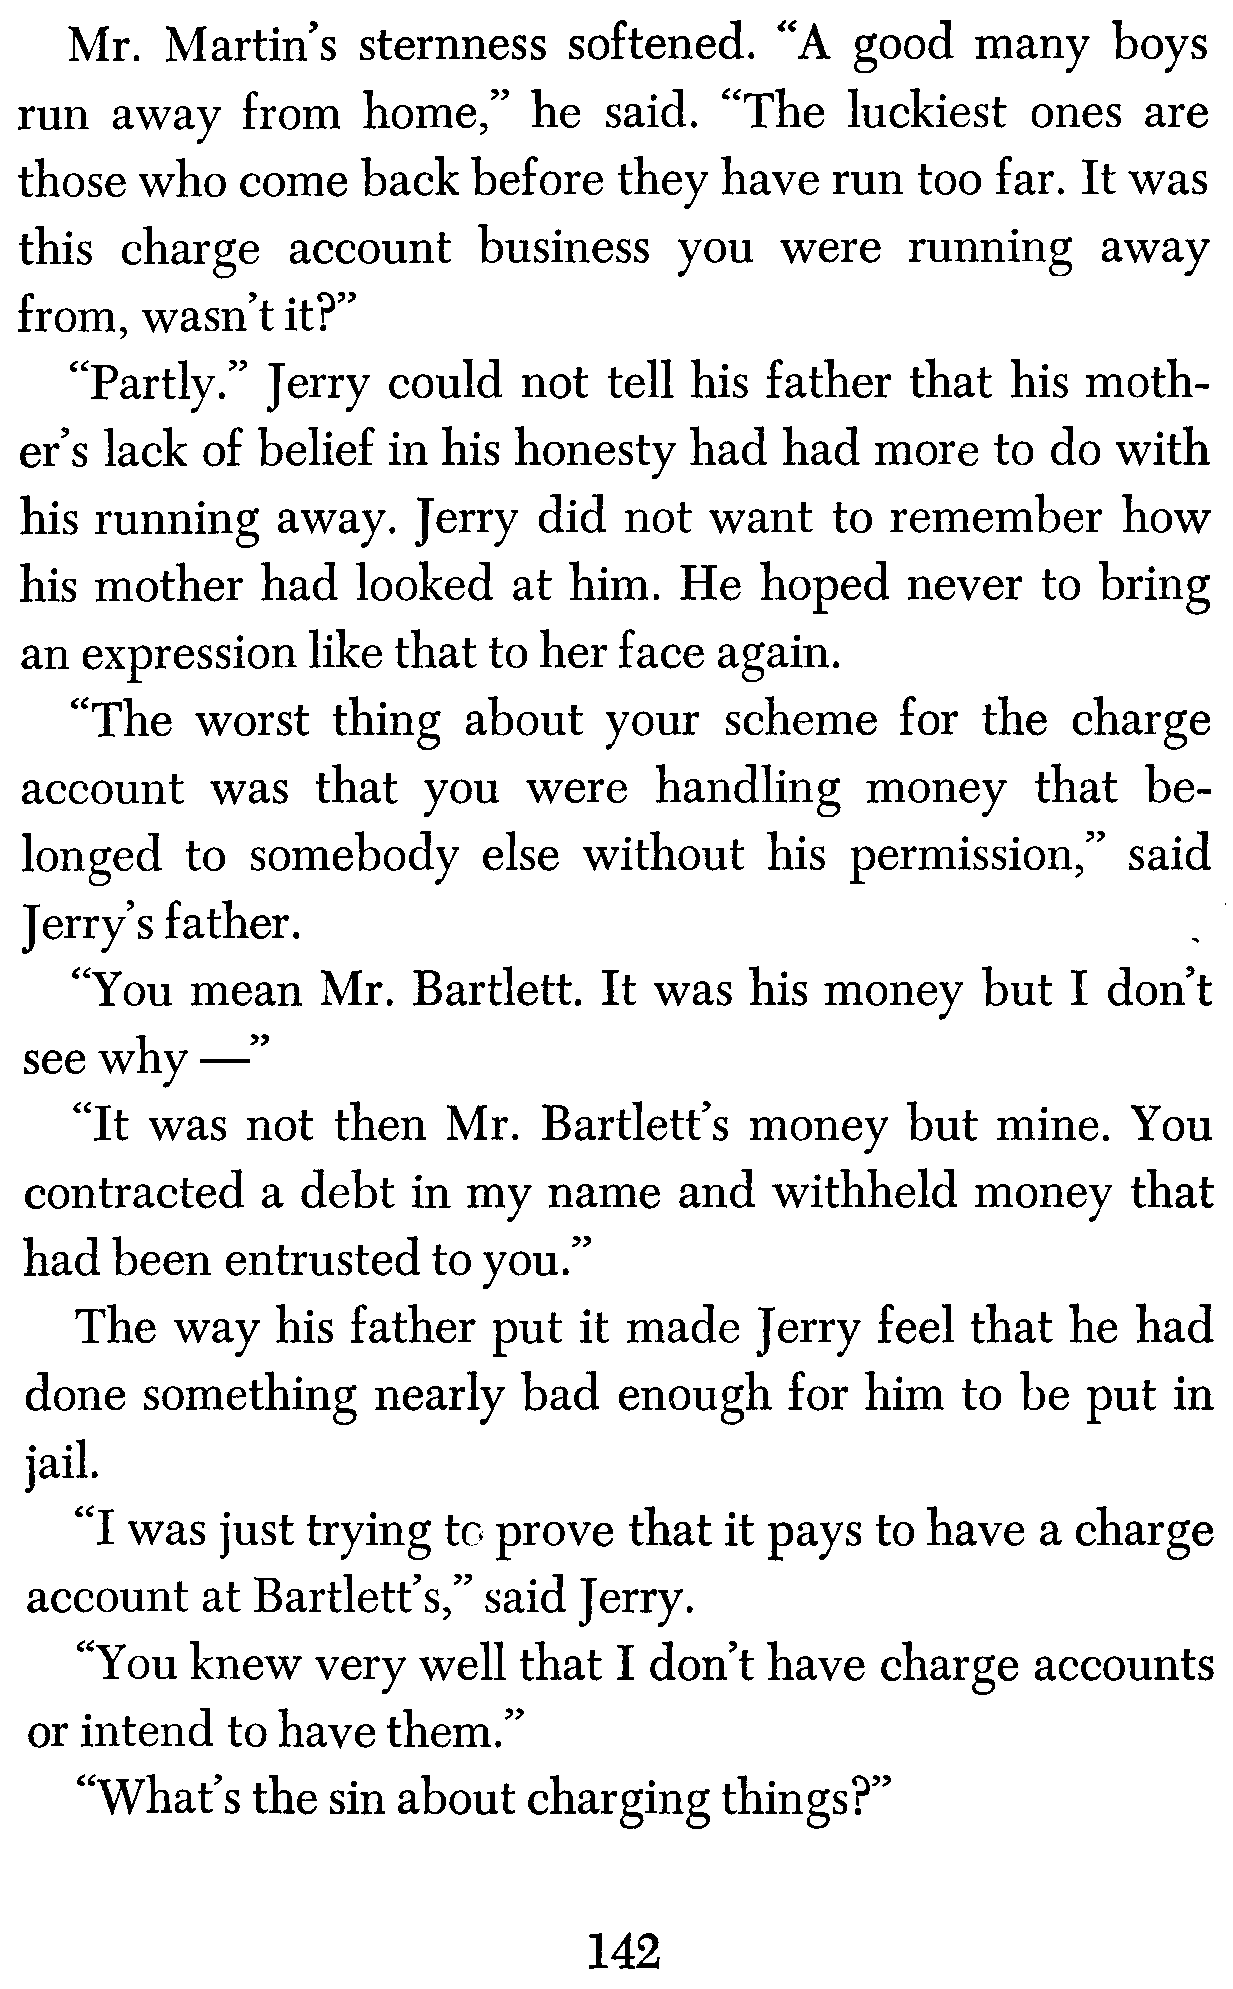 Mr. Martin's sternness softened. “A good many boys
run away from home,” he said. “The luckiest ones are
those who come back before they have run too far. It was
this charge account business you were running away
from, wasn't it?”
“Partly.” Jerry could not tell his father that his moth-
er's lack of belief in his honesty had had more to do with
his running away. Jerry did not want to remember how
his mother had looked at him. He hoped never to bring
an expression like that to her face again.
“The worst thing about your scheme for the charge
account was that you were handling money that be-
longed to somebody else without his permission,” said
Jerry's father.
“You mean Mr. Bartlett. It was his money but I don't
see why —”
“It was not then Mr. Bartlett's money but mine. You
contracted a debt in my name and withheld money that
had been entrusted to you.”
The way his father put it made Jerry feel that he had
done something nearly bad enough for him to be put in
jail.
“I was just trying to prove that it pays to have a charge
account at Bartlett's,” said Jerry.
“You knew very well that I don't have charge accounts
or intend to have them.”
“What's the sin about charging things?”
142